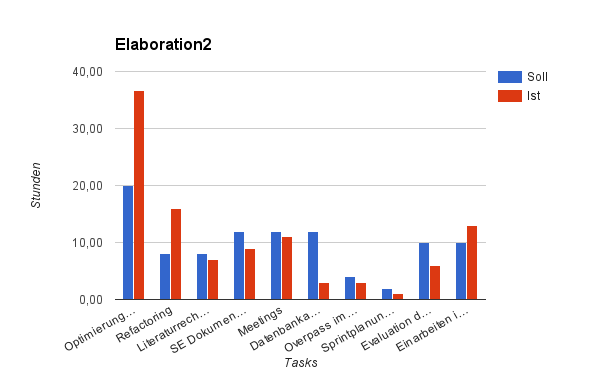 Elaboration2
Soll
Ist
Stunden
40,00
30,00
20,00
10,00
0,00
Optimierung...
Refactoring
Literaturrech...
SE Dokumen...
Meetings
Datenbanka...
Overpass im...
Sprintplanun...
Evaluation d...
Einarbeiten i...
Tasks